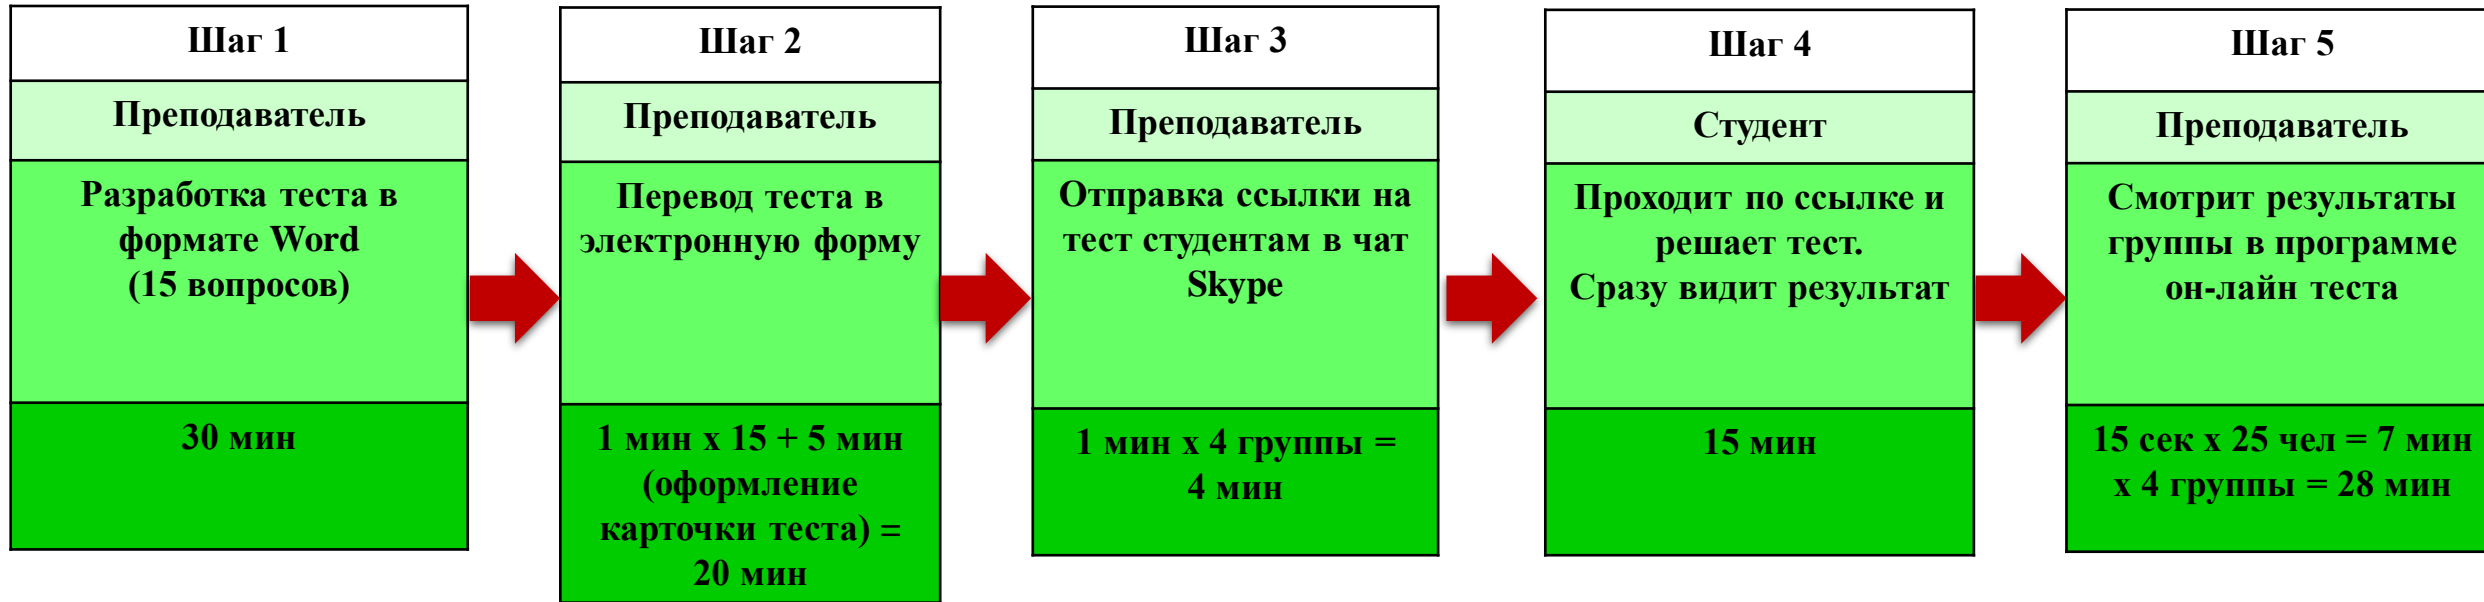 Шаг 1
Преподаватель
Разработка теста в
формате Word
(15 вопросов)
30 мин
Шаг 2
Преподаватель
Перевод теста в
электронную форму
1 мин х 15 + 5 мин
(оформление
карточки теста) =
20 мин
Шаг 3
Преподаватель
Отправка ссылки на
тест студентам в чат
Skype
1 мин х 4 группы =
4 мин
Шаг 4
Студент
Проходит по ссылке и
решает тест.
Сразу видит результат
15 мин
Шаг 5
Преподаватель
Смотрит результаты
группы в программе
он-лайн теста
15 сек х 25 чел = 7 мин
х 4 группы = 28 мин